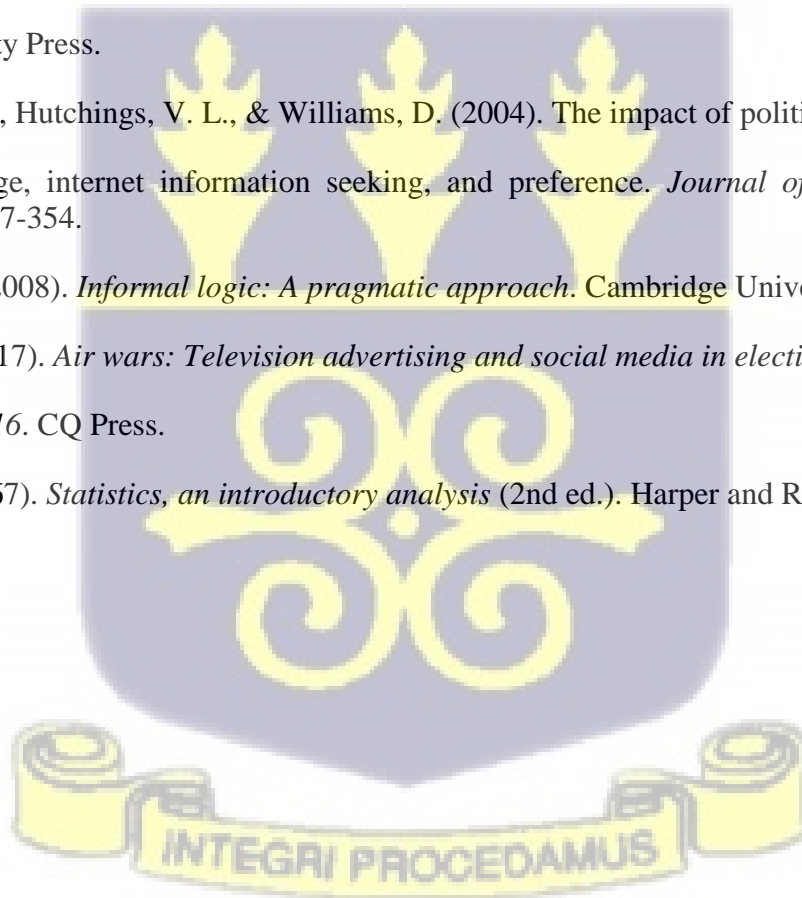 ty Press.
, Hutchings, V. L., & Williams, D. (2004). The impact of politi
ge, internet information seeking, and preference. Journal of
7-354.
2008). Informal logic: A pragmatic approach. Cambridge Unive
17). Air wars: Television advertising and social media in electi
16. CQ Press.
67). Statistics, an introductory analysis (2nd ed.). Harper and R
INTEGRI PROCEDAMUS